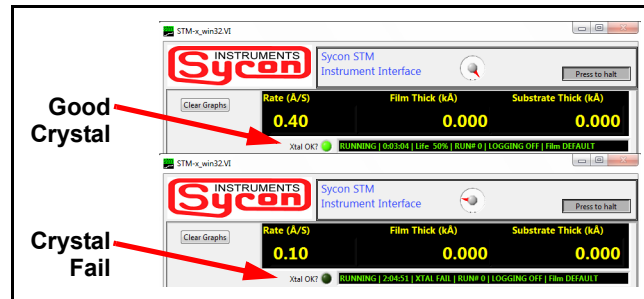 STM-x_win32.VI
INSTRUMENTS
Sycon
Sycon STM
Instrument Interface
Press to halt
Good
Crystal
Clear Graphs
Rate (Å/S) Film Thick (kÅ) Substrate Thick (kÅ)
0.40 0.000 0.000
Xtal OK? RUNNING | 0:03:04 | Life 50% | RUN# 0 | LOGGING OFF | Film DEFAULT
STM-x_win32.VI
INSTRUMENTS
Sycon
Sycon STM
Instrument Interface
Press to halt
Crystal
Fail
Clear Graphs
Rate (Å/S) Film Thick (kÅ) Substrate Thick (kÅ)
0.10 0.000 0.000
Xtal OK? RUNNING | 2:04:51 | XTAL FAIL | RUN# 0 | LOGGING OFF | Film DEFAULT